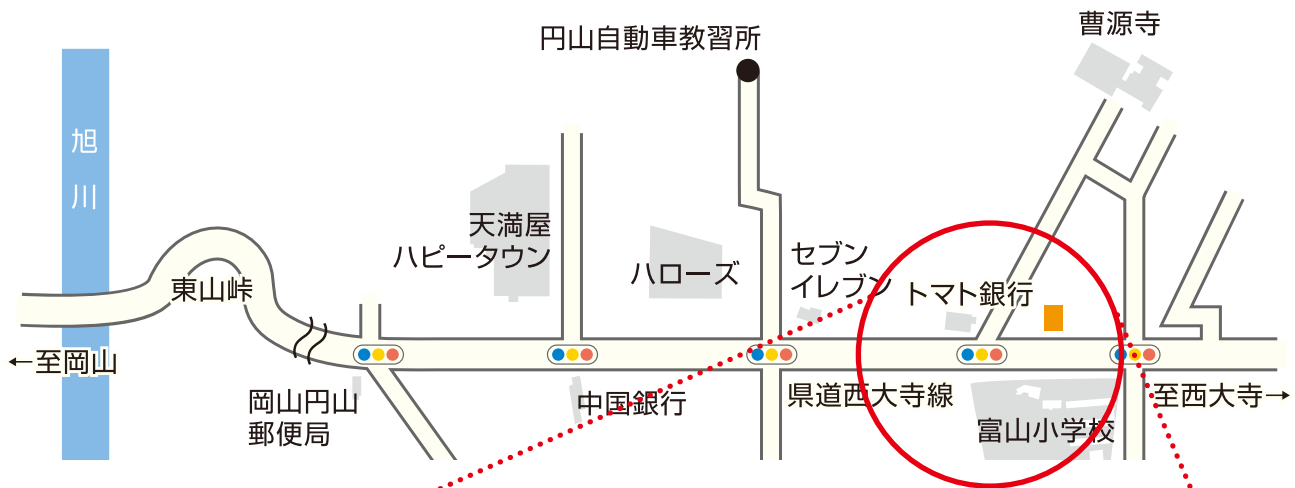 曹源寺
円山自動車教習所
旭川
天満屋
ハピータウン
ハローズ
セブン
イレブン
トマト銀行
東山峠
←至岡山
岡山円山
郵便局
中国銀行
県道西大寺線
至西大寺→
富山小学校